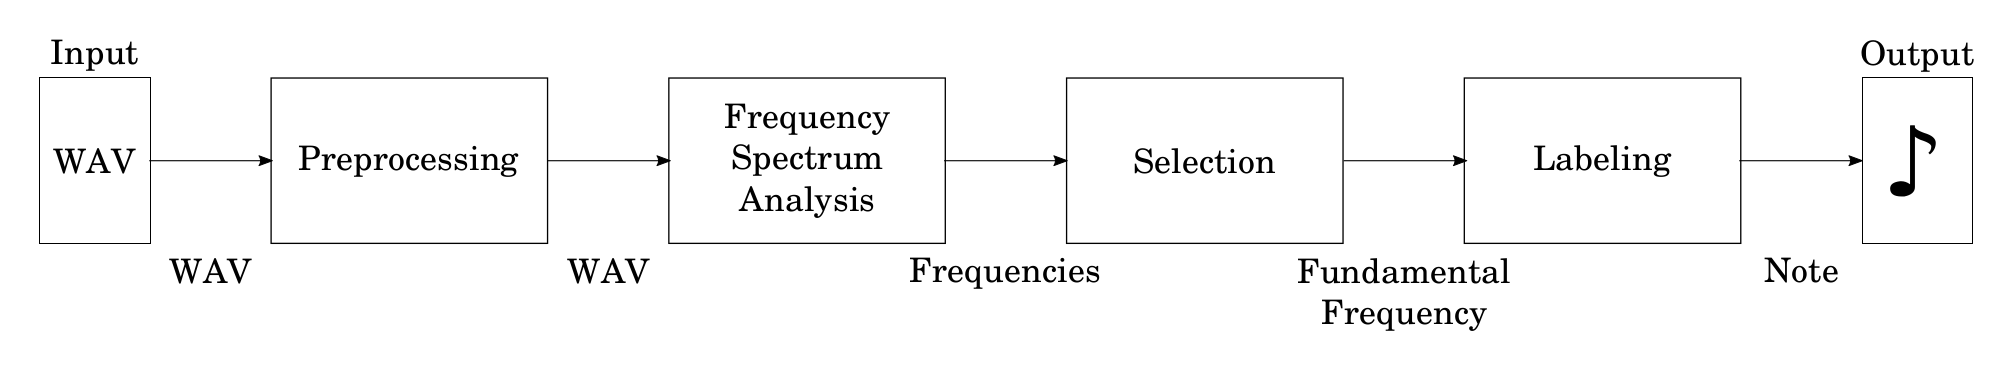 Input
Output
WAV
Preprocessing
Frequency
Spectrum
Analysis
Selection
Labeling
WAV
WAV
Frequencies
Fundamental
Frequency
Note